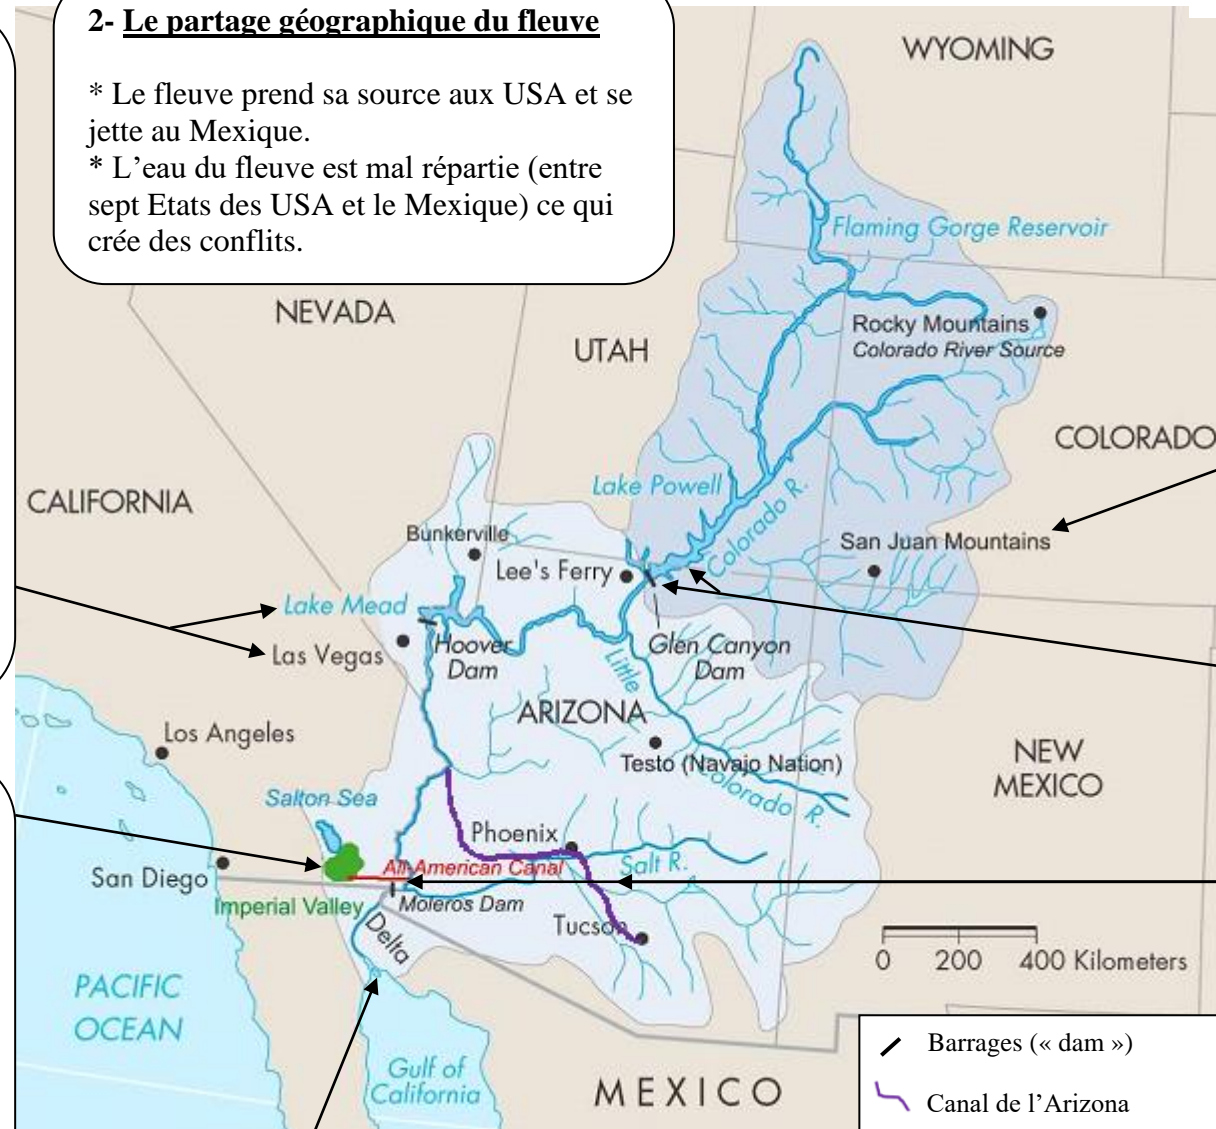 2- Le partage géographique du fleuve
* Le fleuve prend sa source aux USA et se
jette au Mexique.
* L'eau du fleuve est mal répartie (entre
sept Etats des USA et le Mexique) ce qui
crée des conflits.
WYOMING
Flaming Gorge Reservoir
NEVADA
UTAH
Rocky Mountains
Colorado River Source
COLORADO
CALIFORNIA
Lake Powell
Colorado R.
Bunkerville
Lee's Ferry
San Juan Mountains
Lake Mead
Las Vegas
Hoover
Dam
Glen Canyon
Dam
Little
Colorado R.
ARIZONA
Los Angeles
Testo (Navajo Nation)
NEW
MEXICO
Salton Sea
Phoenix
Salt R.
All-American Canal
San Diego
Imperial Valley
Moleros Dam
Delta
Tucson
0 200 400 Kilometers
PACIFIC
OCEAN
Gulf of
California
MEXICO
Barrages (« dam »)
Canal de l'Arizona